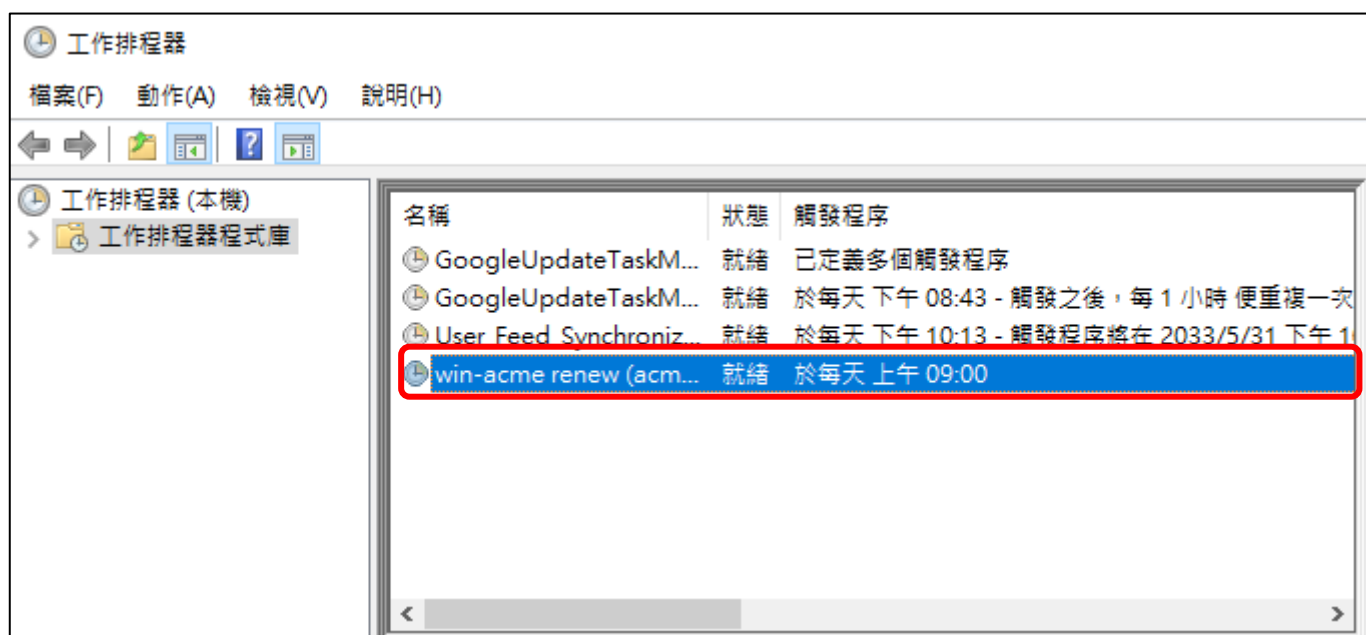 工作排程器
檔案(F) 動作(A) 檢視(V) 說明(H)
工作排程器 (本機)
工作排程器程式庫
名稱 狀態 觸發程序
GoogleUpdateTaskM... 就緒 已定義多個觸發程序
GoogleUpdateTaskM... 就緒 於每天 下午 08:43 - 觸發之後，每 1 小時 便重複一次
User_Feed_Synchroniz... 就緒 於每天 下午 10:13 - 觸發程序將在 2033/5/31 下午
win-acme renew (acm... 就緒 於每天 上午 09:00